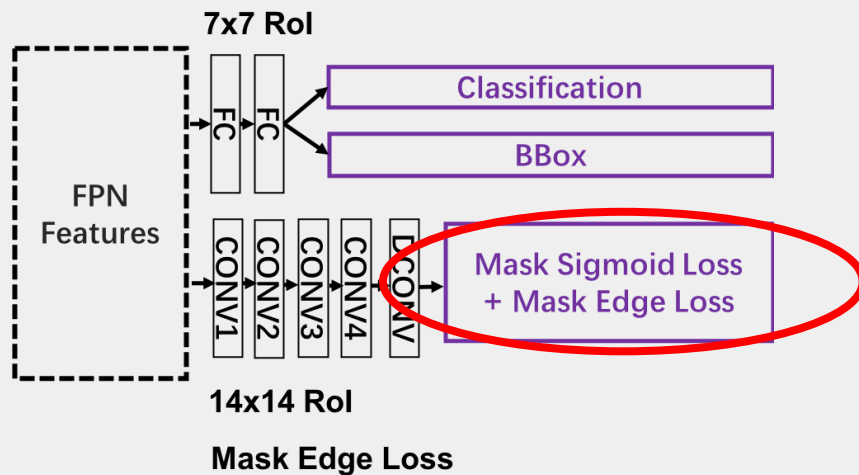 7x7 RoI
FC
FC
Classification
BBox
FPN
Features
CONV1
CONV2
CONV3
CONV4
DCONV
Mask Sigmoid Loss
+ Mask Edge Loss
14x14 RoI
Mask Edge Loss